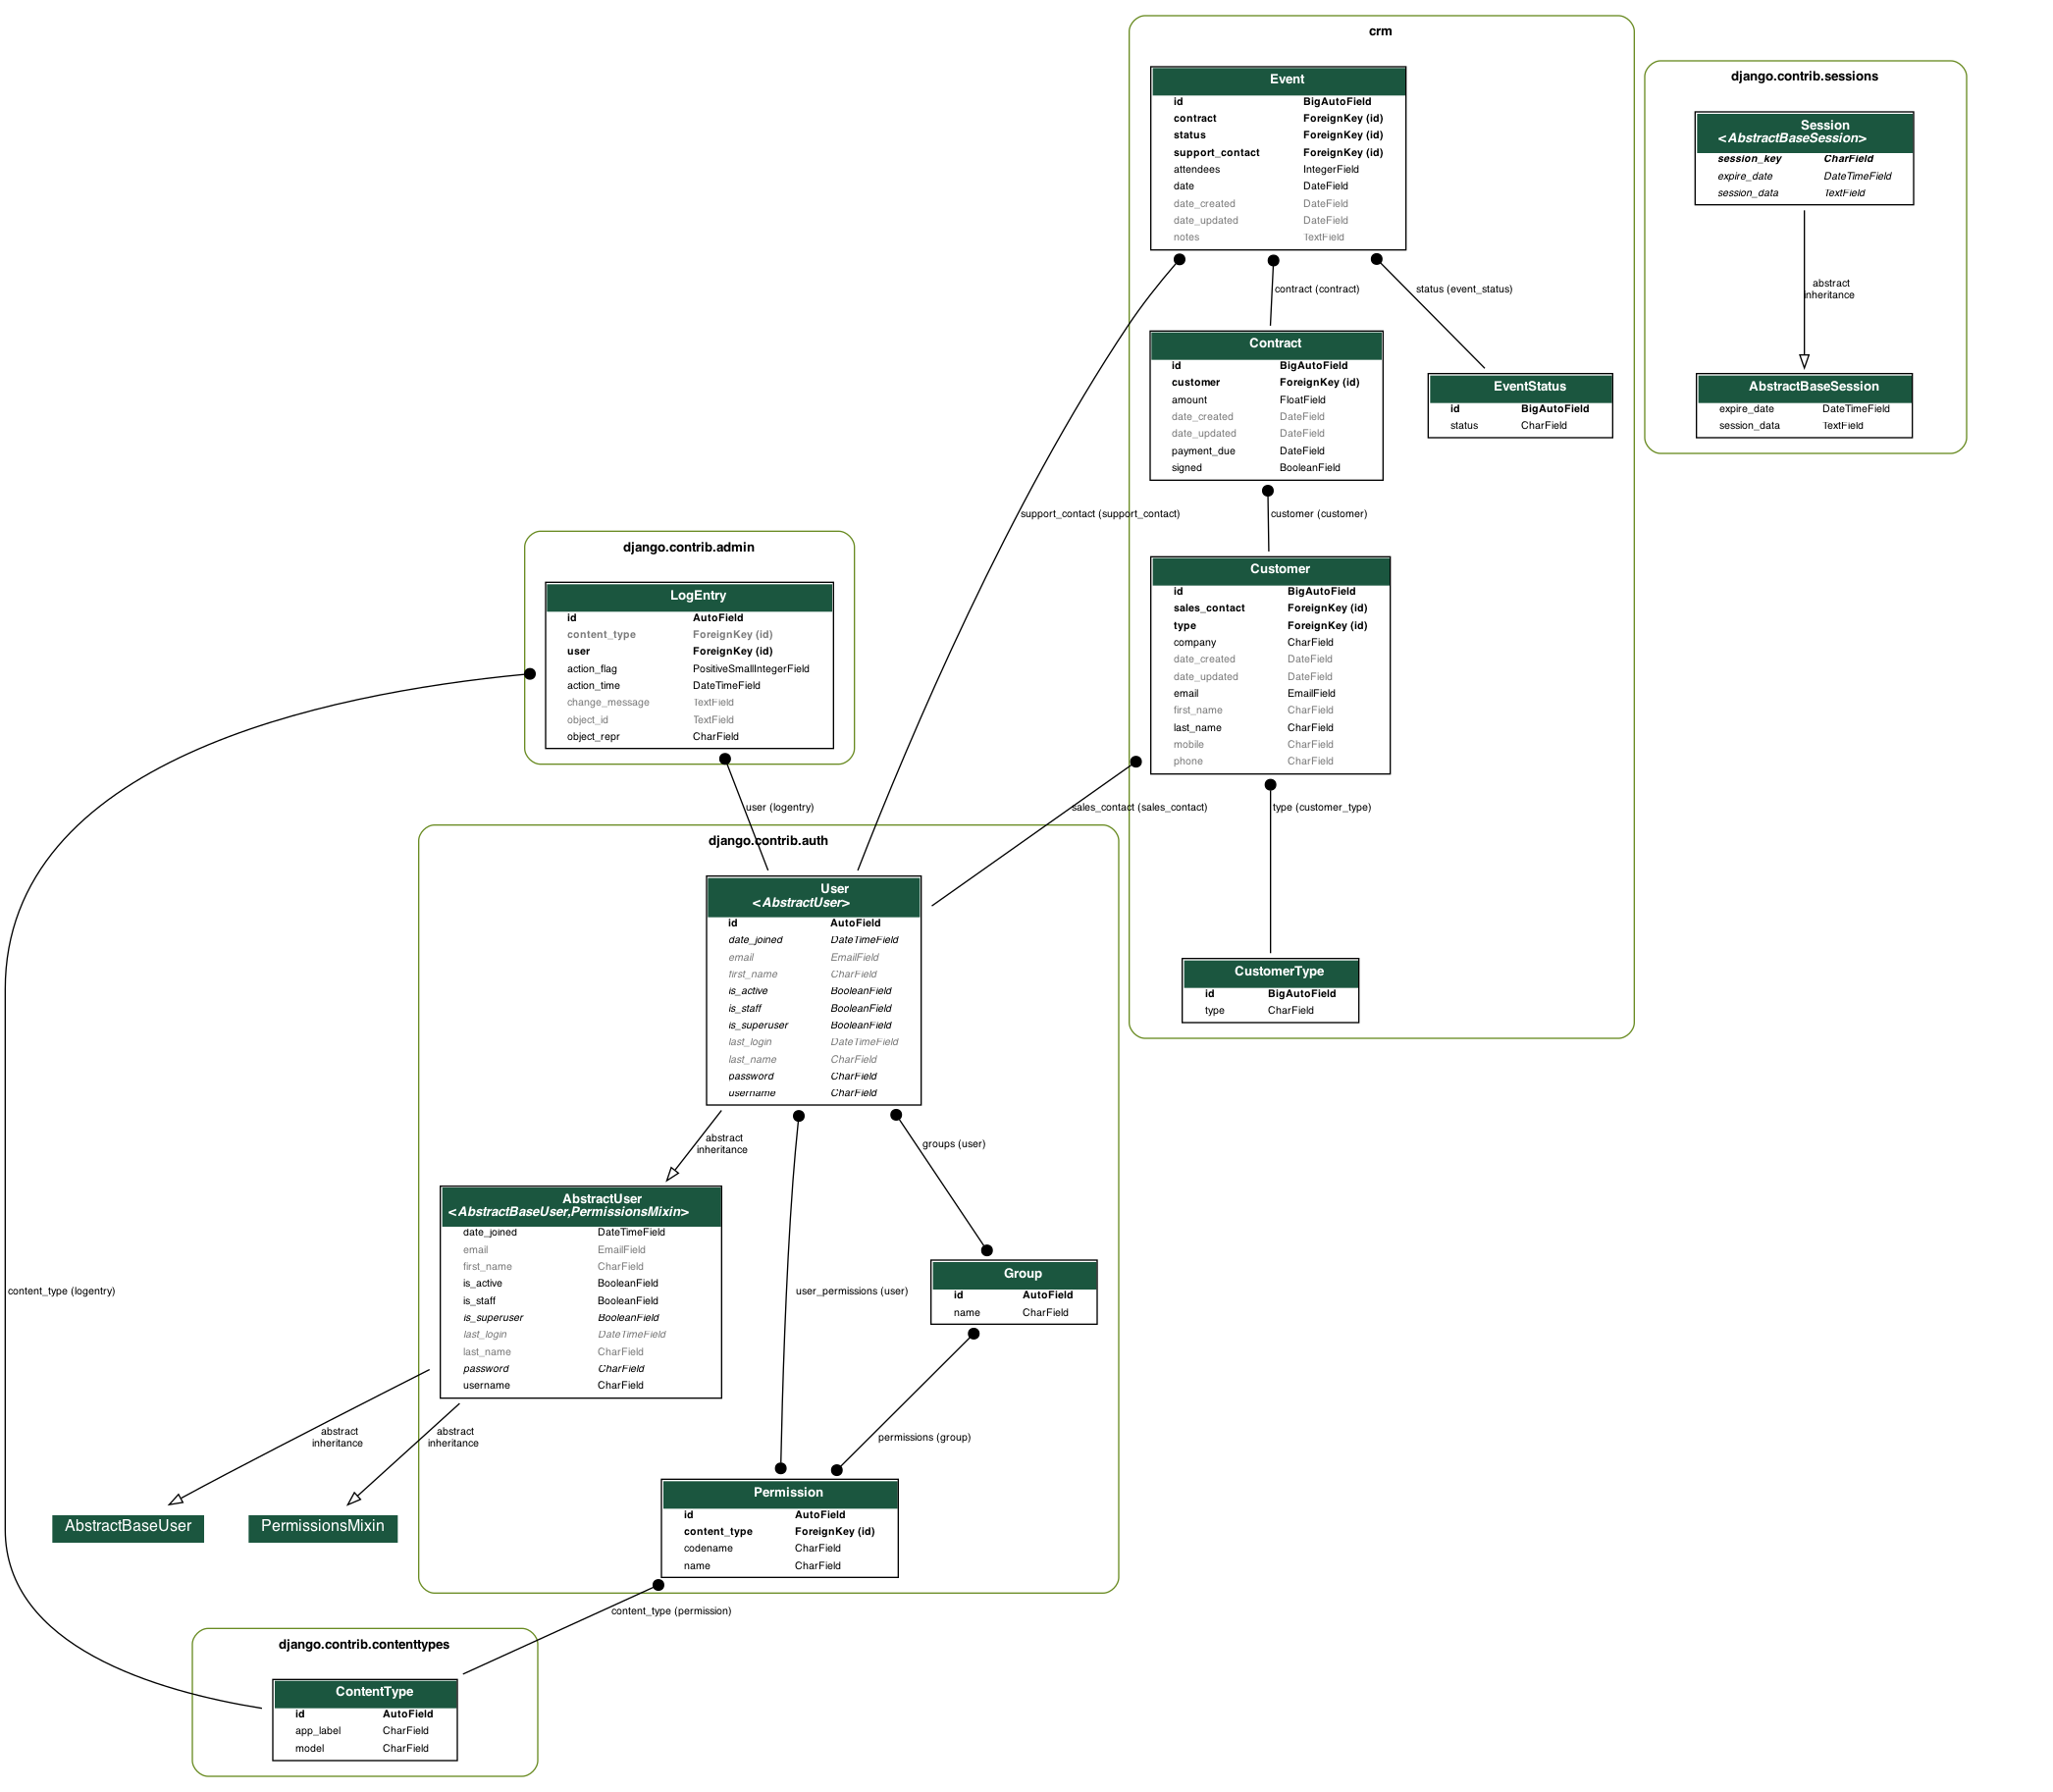 crm
Event
id BigAutoField
contract ForeignKey (id)
status ForeignKey (id)
support_contact ForeignKey (id)
attendees IntegerField
date DateField
date_created DateField
date_updated DateField
notes TextField
contract (contract)
status (event_status)
Contract
id BigAutoField
customer ForeignKey (id)
amount FloatField
date_created DateField
date_updated DateField
payment_due DateField
signed BooleanField
EventStatus
id BigAutoField
status CharField
support_contact (support_contact)
customer (customer)
Customer
id BigAutoField
sales_contact ForeignKey (id)
type ForeignKey (id)
company CharField
date_created DateField
date_updated DateField
email EmailField
first_name CharField
last_name CharField
mobile CharField
phone CharField
sales_contact (sales_contact)
type (customer_type)
CustomerType
id BigAutoField
type CharField
django.contrib.sessions
Session
<AbstractBaseSession>
session_key CharField
expire_date DateTimeField
session_data TextField
abstract
inheritance
AbstractBaseSession
expire_date DateTimeField
session_data TextField
django.contrib.admin
LogEntry
id AutoField
content_type ForeignKey (id)
user ForeignKey (id)
action_flag PositiveSmallIntegerField
action_time DateTimeField
change_message TextField
object_id TextField
object_repr CharField
user (logentry)
django.contrib.auth
User
<AbstractUser>
id AutoField
date_joined DateTimeField
email EmailField
first_name CharField
is_active BooleanField
is_staff BooleanField
is_superuser BooleanField
last_login DateTimeField
last_name CharField
password CharField
username CharField
abstract
inheritance
groups (user)
AbstractUser
<AbstractBaseUser,PermissionsMixin>
date_joined DateTimeField
email EmailField
first_name CharField
is_active BooleanField
is_staff BooleanField
is_superuser BooleanField
last_login DateTimeField
last_name CharField
password CharField
username CharField
user_permissions (user)
Group
id AutoField
name CharField
content_type (logentry)
abstract
inheritance
abstract
inheritance
permissions (group)
AbstractBaseUser
PermissionsMixin
Permission
id AutoField
content_type ForeignKey (id)
codename CharField
name CharField
content_type (permission)
django.contrib.contenttypes
ContentType
id AutoField
app_label CharField
model CharField